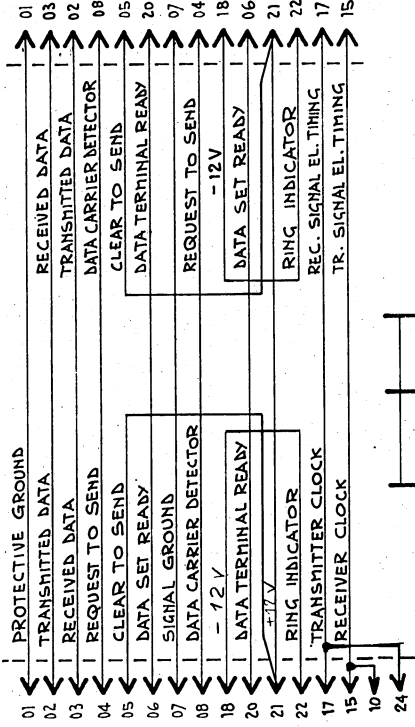 01 PROTECTIVE GROUND 01
02 TRANSMITTED DATA RECEIVED DATA 03
03 RECEIVED DATA TRANSMITTED DATA 02
04 REQUEST TO SEND DATA CARRIER DETECTOR 08
05 CLEAR TO SEND CLEAR TO SEND 05
06 DATA SET READY DATA TERMINAL READY 20
07 SIGNAL GROUND 07
08 DATA CARRIER DETECTOR REQUEST TO SEND 04
18 -12V -12V 18
20 DATA TERMINAL READY DATA SET READY 06
21 +12V 21
22 RING INDICATOR RING INDICATOR 22
17 TRANSMITTER CLOCK REC. SIGNAL EL. TIMING 17
15 RECEIVER CLOCK TR. SIGNAL EL. TIMING 15
10
24